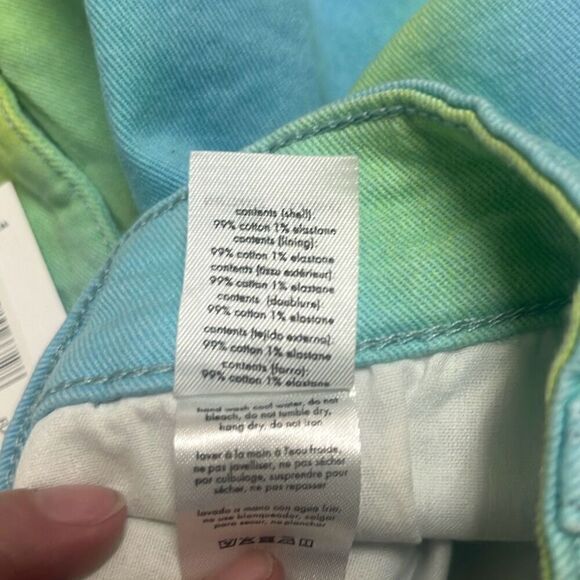 contents (shell):
99% cotton 1% elastane
contents (lining):
99% cotton 1% elastane
contents (tissu extérieur)
99% cotton 1% elastane
contents (doublure):
99% cotton 1% elastane
contents (tejido externo):
99% cotton 1% elastane
contents (forro):
99% cotton 1% elastane
hand wash cool water, do not
bleach, do not tumble dry,
hang dry, do not iron
laver à la main à l'eau froide,
ne pas javelliser, ne pas sécher
par culbutage, suspendre pour
sécher, ne pas repasser
lavado a mano con agua fria,
no use blanqueador, colgar
para secar, no planchar